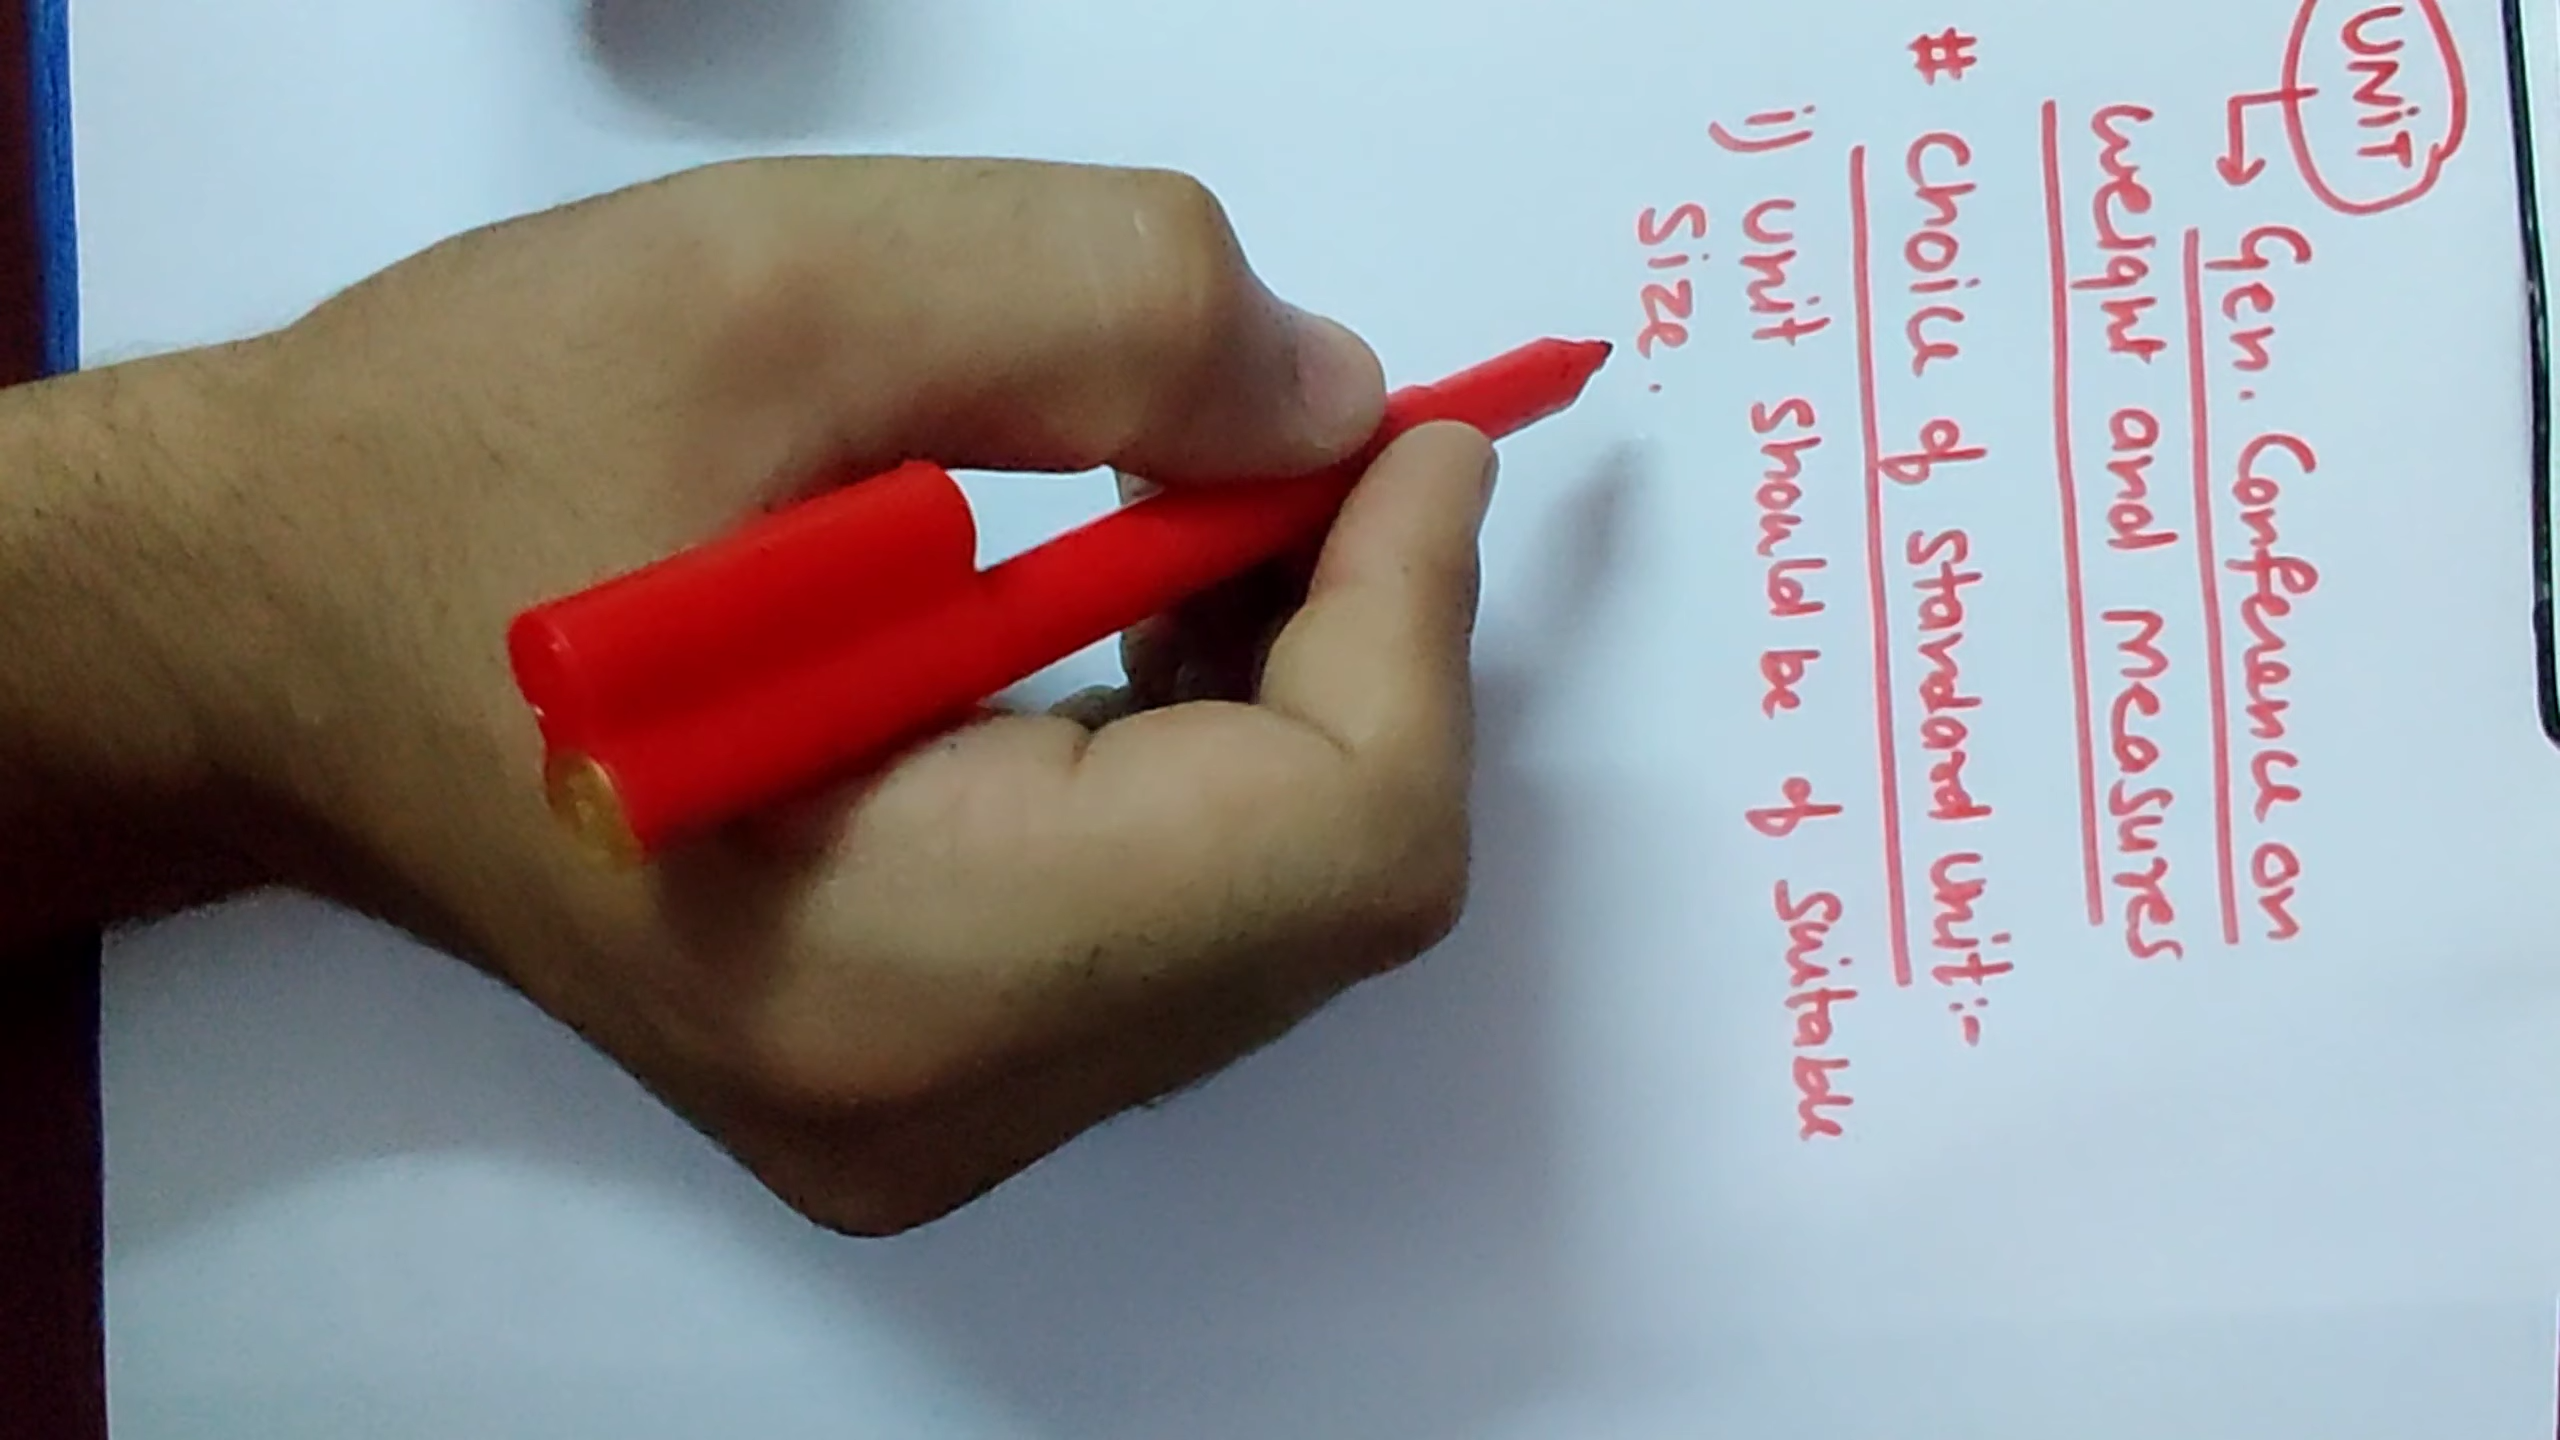 UNiT
Gen. Conference on
weight and Measures
# Choice of Standard unit:-
i) unit should be of suitable
Size.